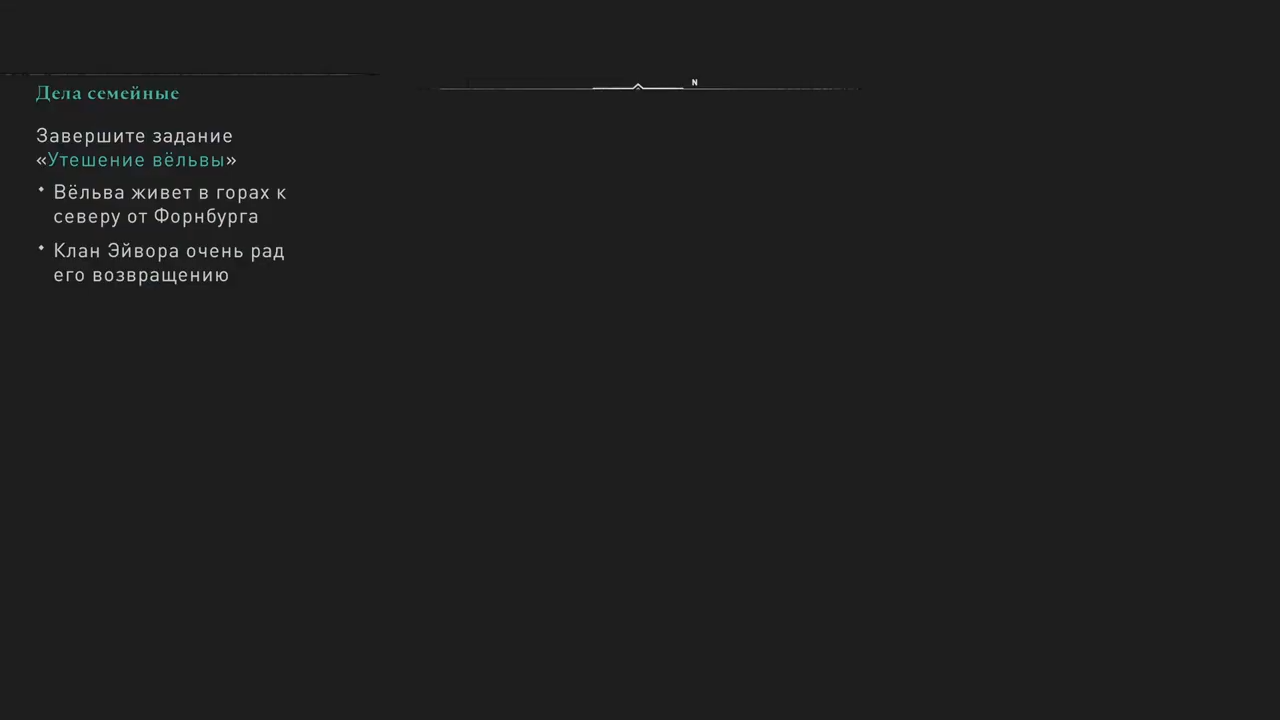 Дела семейные
N
Завершите задание
«Утешение вёльвы»
Вёльва живет в горах к
северу от Форнбурга
Клан Эйвора очень рад
его возвращению